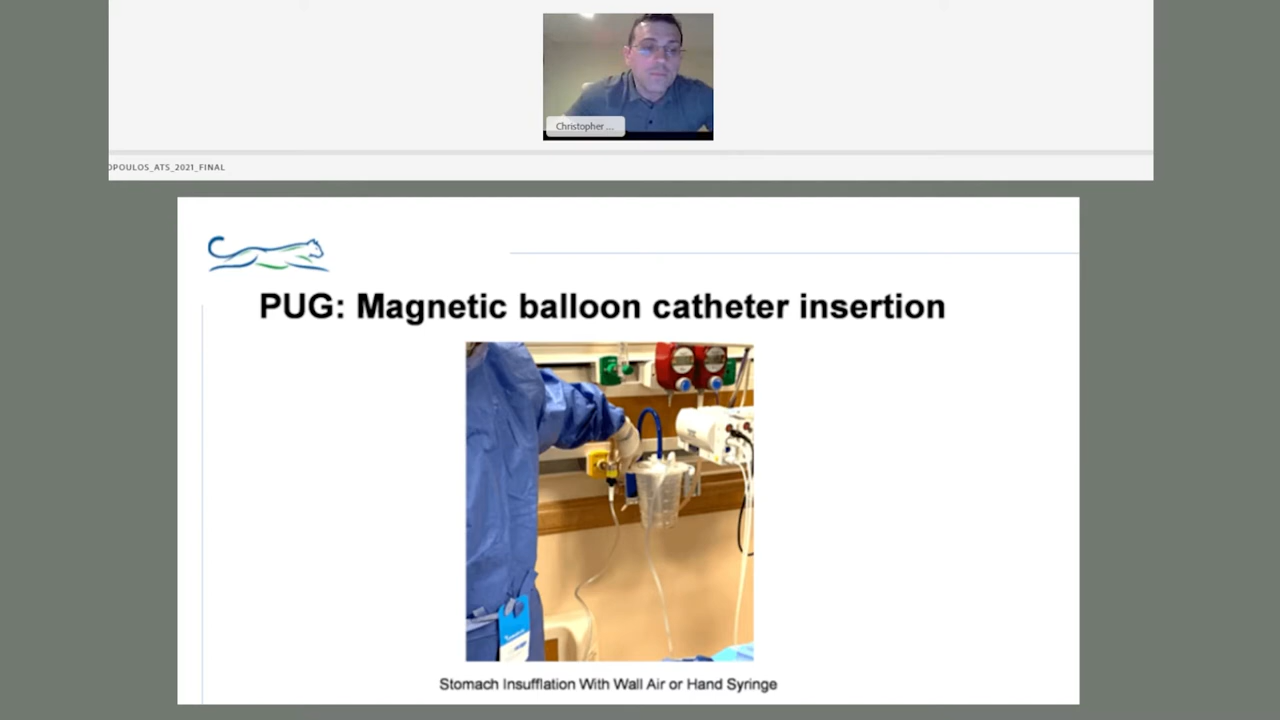 Christopher ...
OPOULOS_ATS_2021_FINAL
PUG: Magnetic balloon catheter insertion
Stomach Insufflation With Wall Air or Hand Syringe